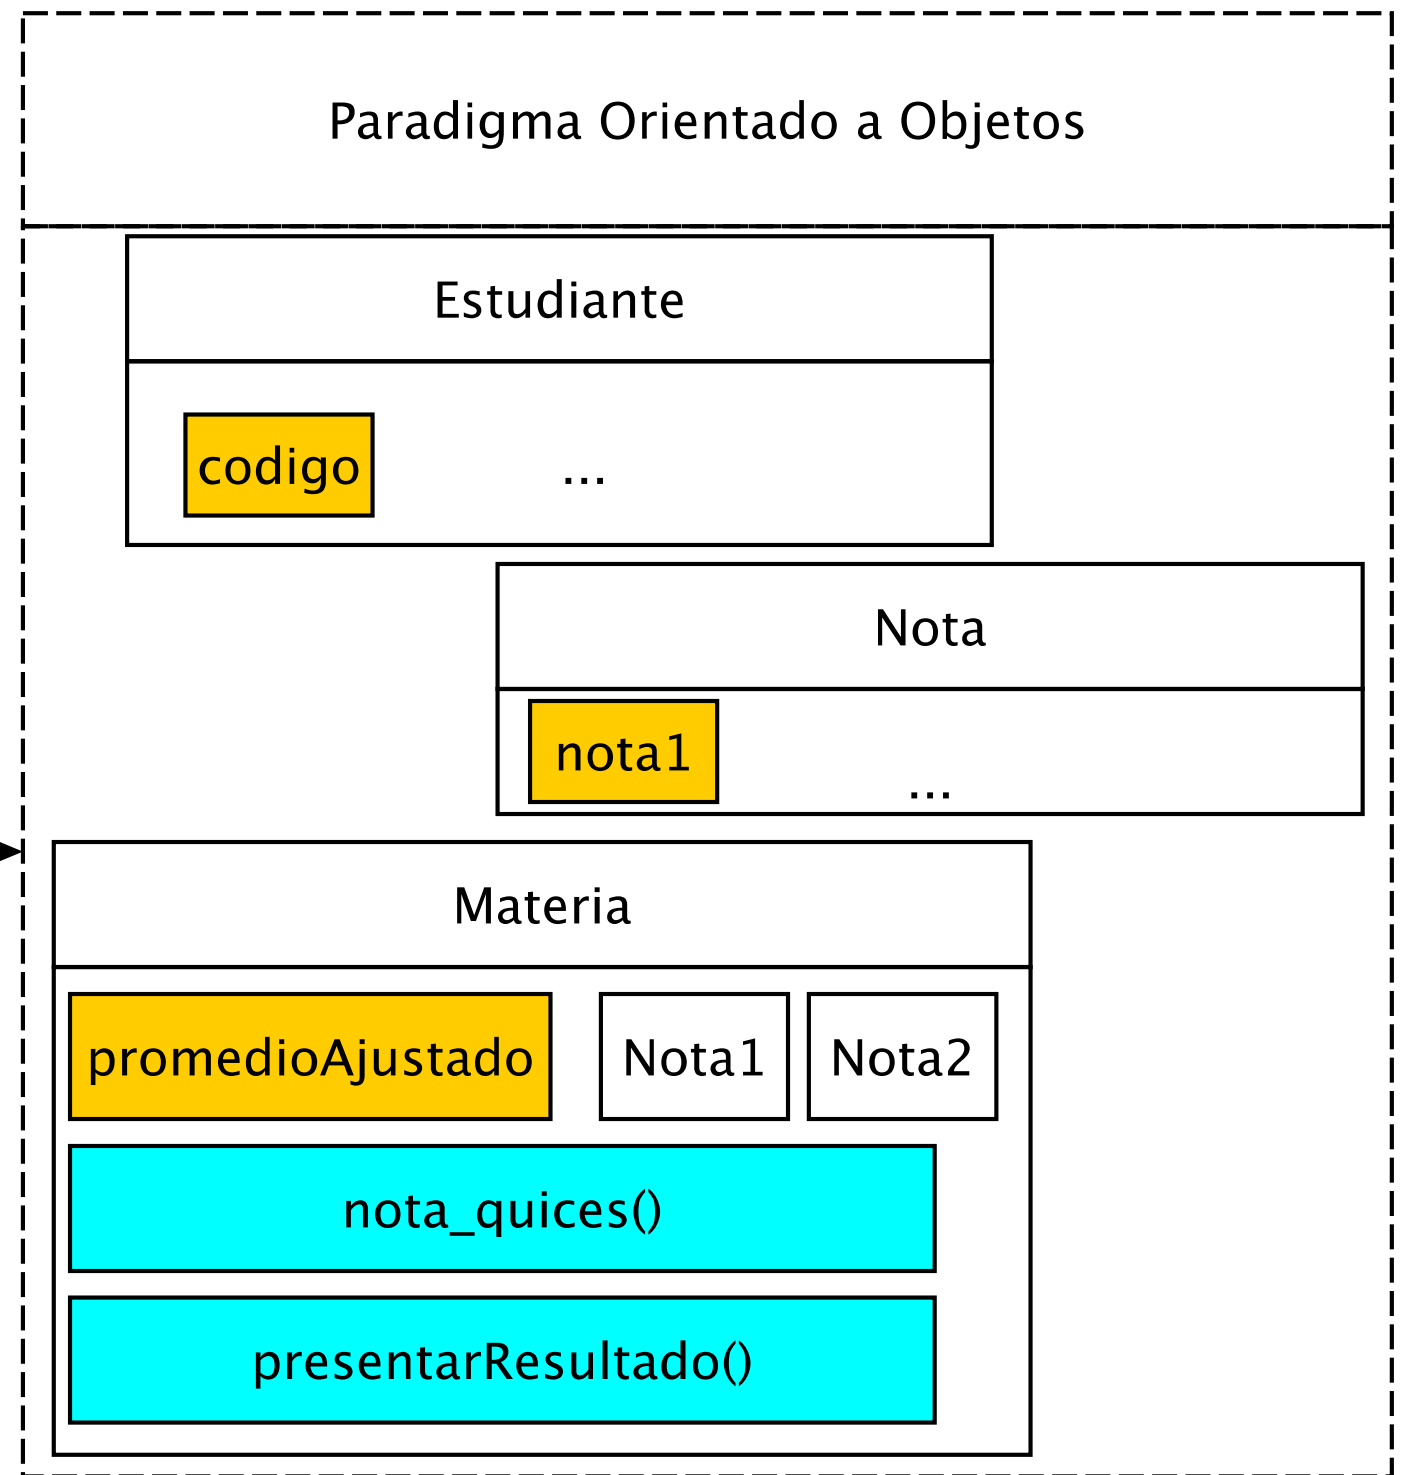 Paradigma Orientado a Objetos
Estudiante
codigo ...
Nota
nota1 ...
Materia
promedioAjustado Nota1 Nota2
nota_quices()
presentarResultado()